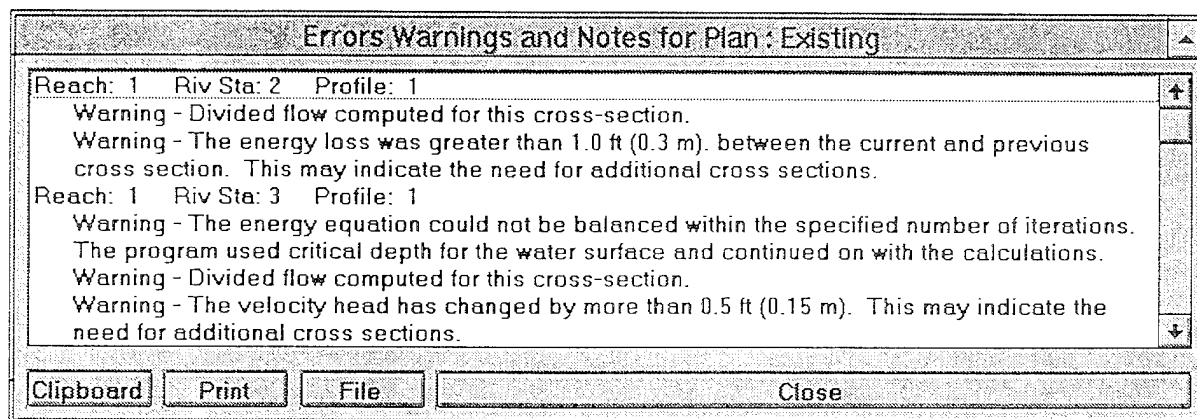 Errors Warnings and Notes for Plan : Existing
Reach: 1 Riv Sta: 2 Profile: 1
Warning - Divided flow computed for this cross-section.
Warning - The energy loss was greater than 1.0 ft (0.3 m). between the current and previous
cross section. This may indicate the need for additional cross sections.
Reach: 1 Riv Sta: 3 Profile: 1
Warning - The energy equation could not be balanced within the specified number of iterations.
The program used critical depth for the water surface and continued on with the calculations.
Warning - Divided flow computed for this cross-section.
Warning - The velocity head has changed by more than 0.5 ft (0.15 m). This may indicate the
need for additional cross sections.
Clipboard Print File Close